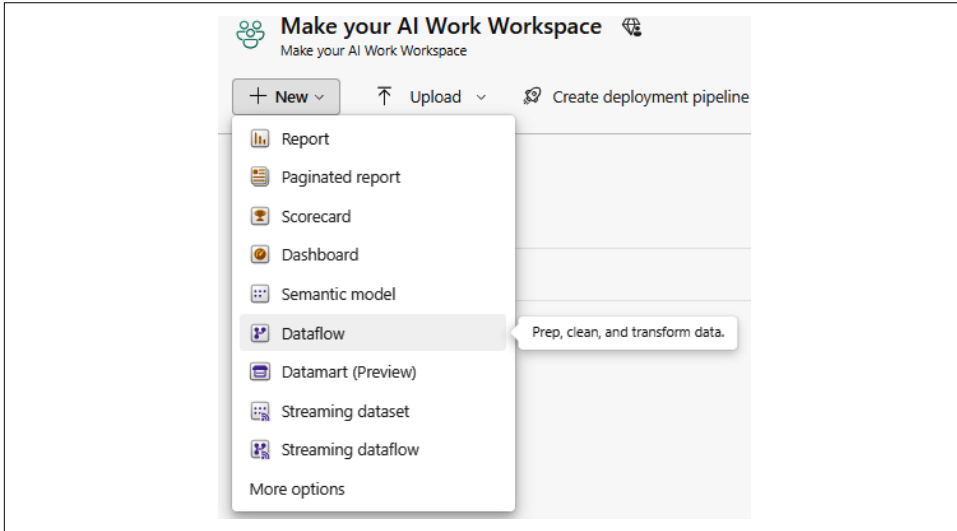 Make your AI Work Workspace
Make your AI Work Workspace
New
Upload
Create deployment pipeline
Report
Paginated report
Scorecard
Dashboard
Semantic model
Dataflow
Prep, clean, and transform data.
Datamart (Preview)
Streaming dataset
Streaming dataflow
More options